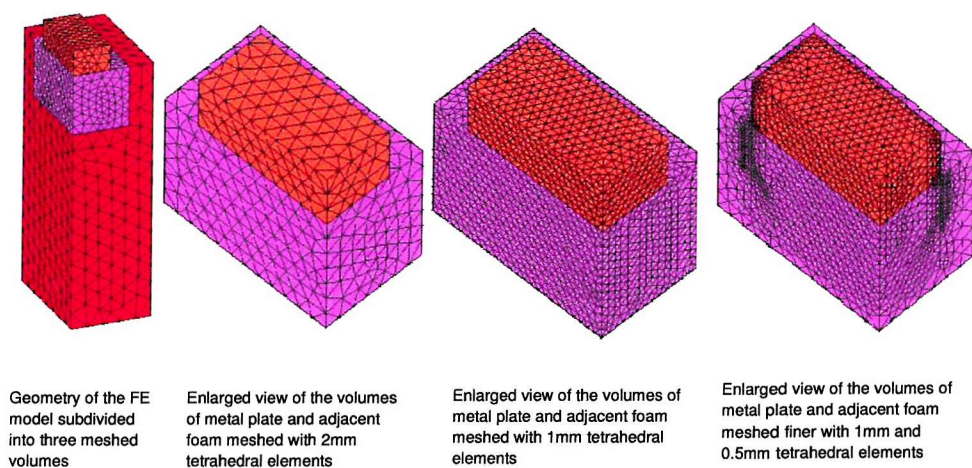 Geometry of the FE
model subdivided
into three meshed
volumes
Enlarged view of the volumes
of metal plate and adjacent
foam meshed with 2mm
tetrahedral elements
Enlarged view of the volumes of
metal plate and adjacent foam
meshed with 1mm tetrahedral
elements
Enlarged view of the volumes of
metal plate and adjacent foam
meshed finer with 1mm and
0.5mm tetrahedral elements